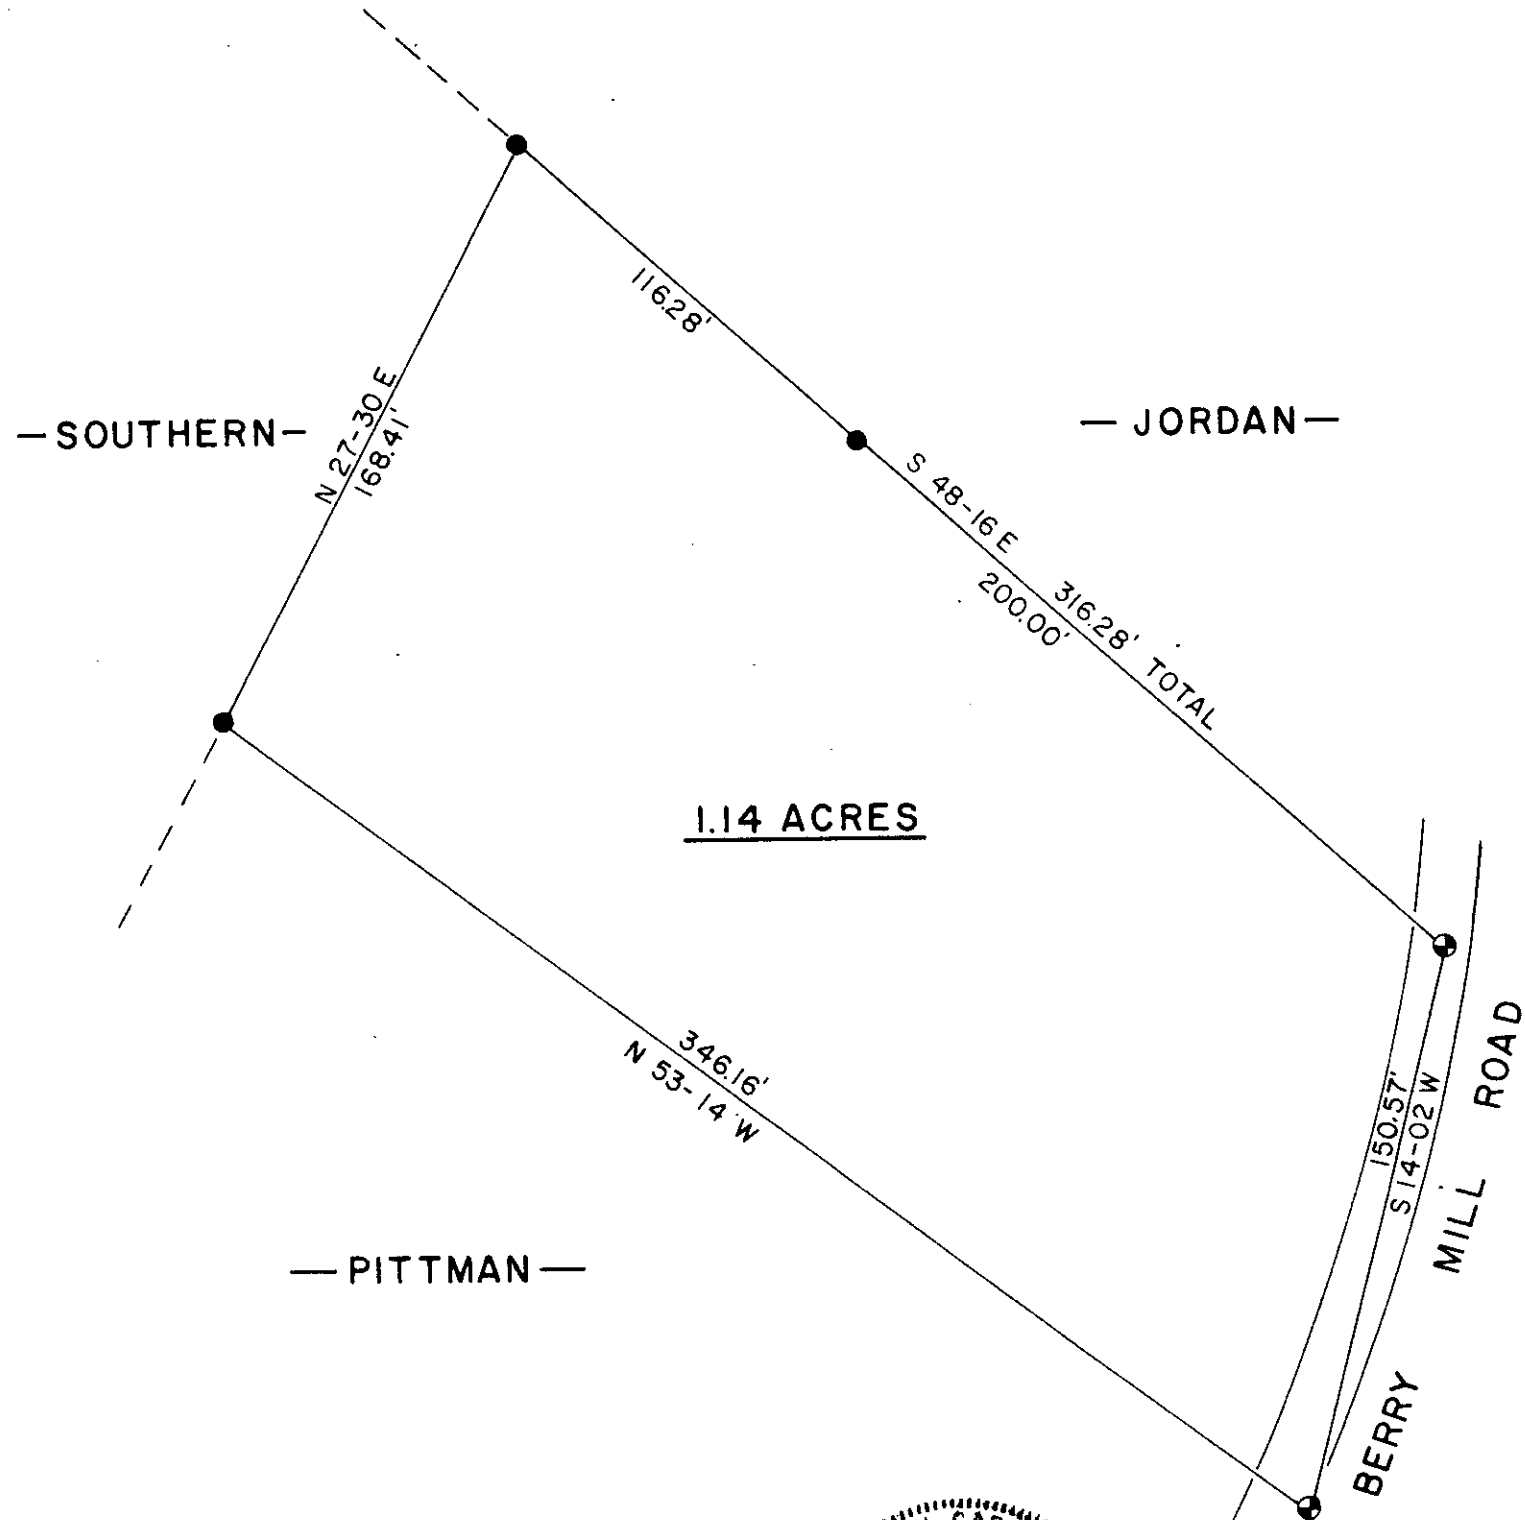 116.28'
— JORDAN —
— SOUTHERN —
N 27-30 E
168.41'
S 48-16 E 316.28' TOTAL
200.00'
1.14 ACRES
346.16'
N 53-14 W
150.57'
S 14-02 W
BERRY MILL ROAD
— PITTMAN —